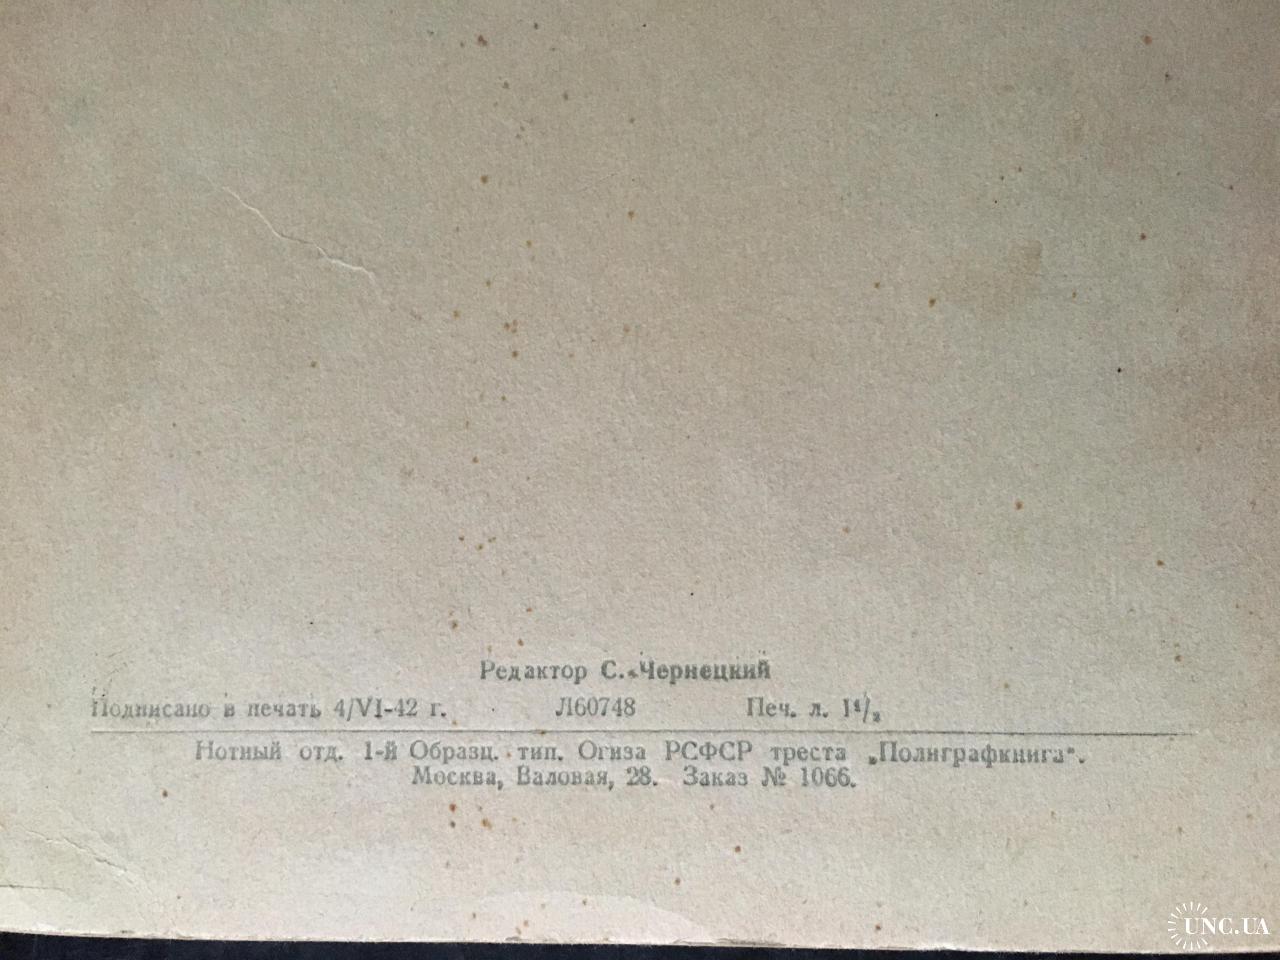 Редактор С. Чернецкий
Подписано в печать 4/VI-42 г. Л60748 Печ. л. 1½
Нотный отд. 1-й Образц. тип. Огиза РСФСР треста „Полиграфкнига“.
Москва, Валовая, 28. Заказ № 1066.
UNC.UA